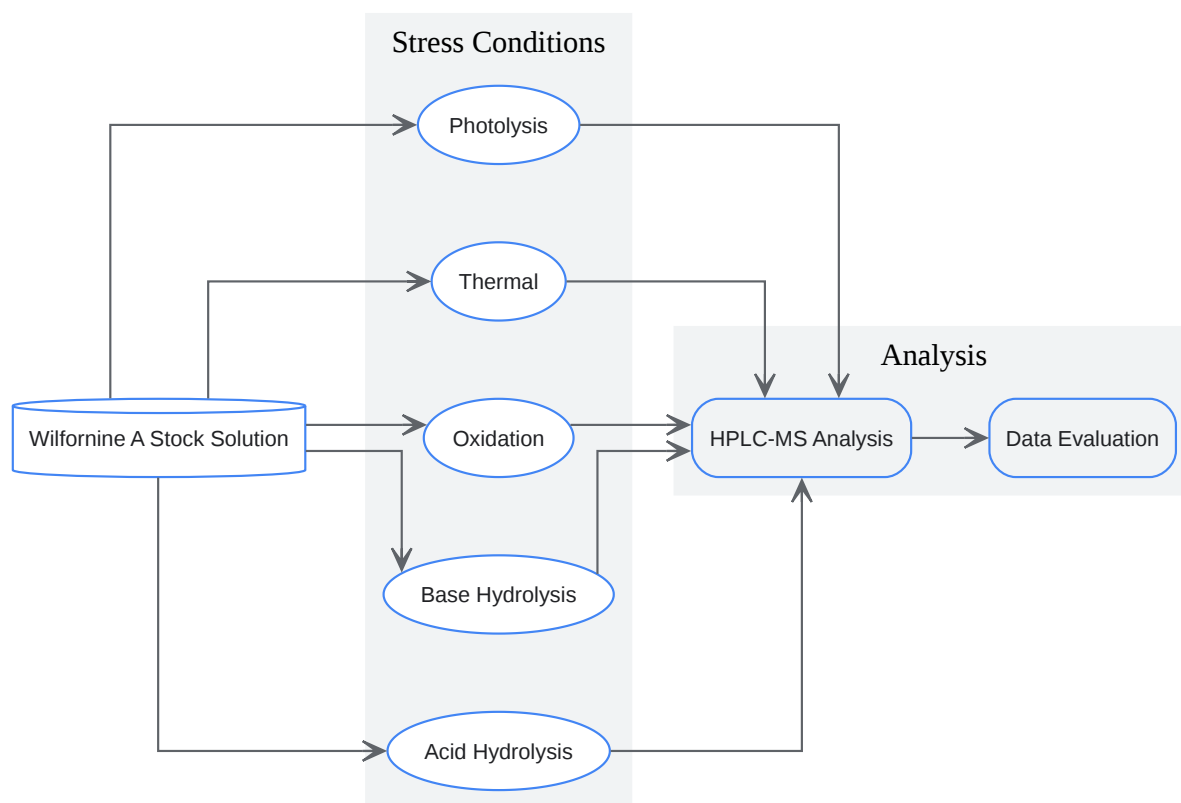 Stress Conditions
Photolysis
Thermal
Analysis
Wilfornine A Stock Solution
Oxidation
HPLC-MS Analysis
Data Evaluation
Base Hydrolysis
Acid Hydrolysis